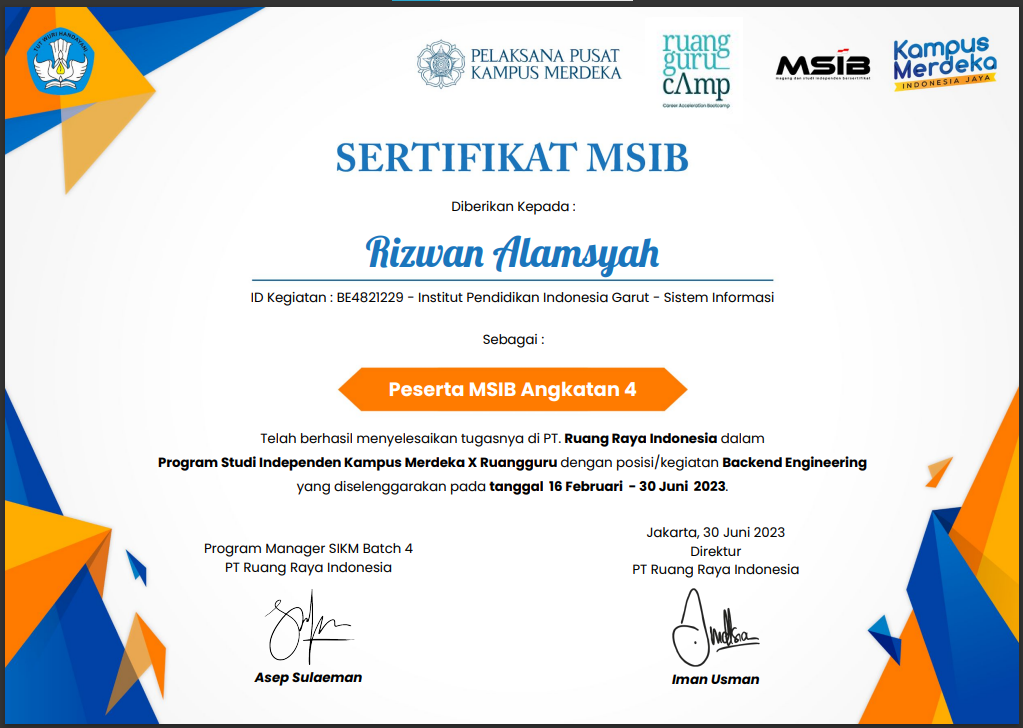 TUT WURI HANDAYANI
PELAKSANA PUSAT
KAMPUS MERDEKA
ruang
guru
cAmp
Career Acceleration Bootcamp
MSIB
magang dan studi independen bersertifikat
Kampus
Merdeka
INDONESIA JAYA
SERTIFIKAT MSIB
Diberikan Kepada :
Rizwan Alamsyah
ID Kegiatan : BE4821229 - Institut Pendidikan Indonesia Garut - Sistem Informasi
Sebagai :
Peserta MSIB Angkatan 4
Telah berhasil menyelesaikan tugasnya di PT. Ruang Raya Indonesia dalam
Program Studi Independen Kampus Merdeka X Ruangguru dengan posisi/kegiatan Backend Engineering
yang diselenggarakan pada tanggal 16 Februari - 30 Juni 2023.
Program Manager SIKM Batch 4
PT Ruang Raya Indonesia
Asep Sulaeman
Jakarta, 30 Juni 2023
Direktur
PT Ruang Raya Indonesia
Iman Usman